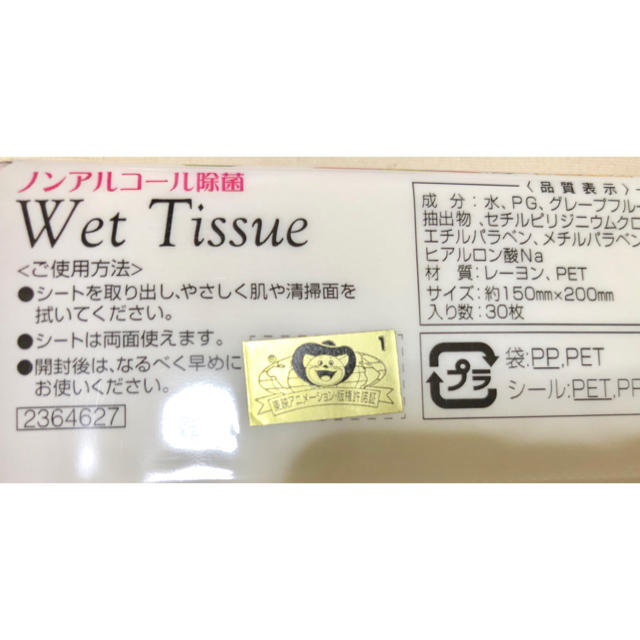 ノンアルコール除菌
Wet Tissue
<ご使用方法>
●シートを取り出し、やさしく肌や清掃面を
拭いてください。
●シートは両面使えます。
●開封後は、なるべく早めに
お使いください。
2364627
1
東映アニメーション・版権許諾証
〈品質表示〉
成 分:水、PG、グレープフルー
抽出物、セチルピリジニウムクロ
エチルパラベン、メチルパラベン
ヒアルロン酸Na
材 質:レーヨン、PET
サイズ:約150mm×200mm
入り数:30枚
プラ
袋:PP,PET
シール:PET,PP